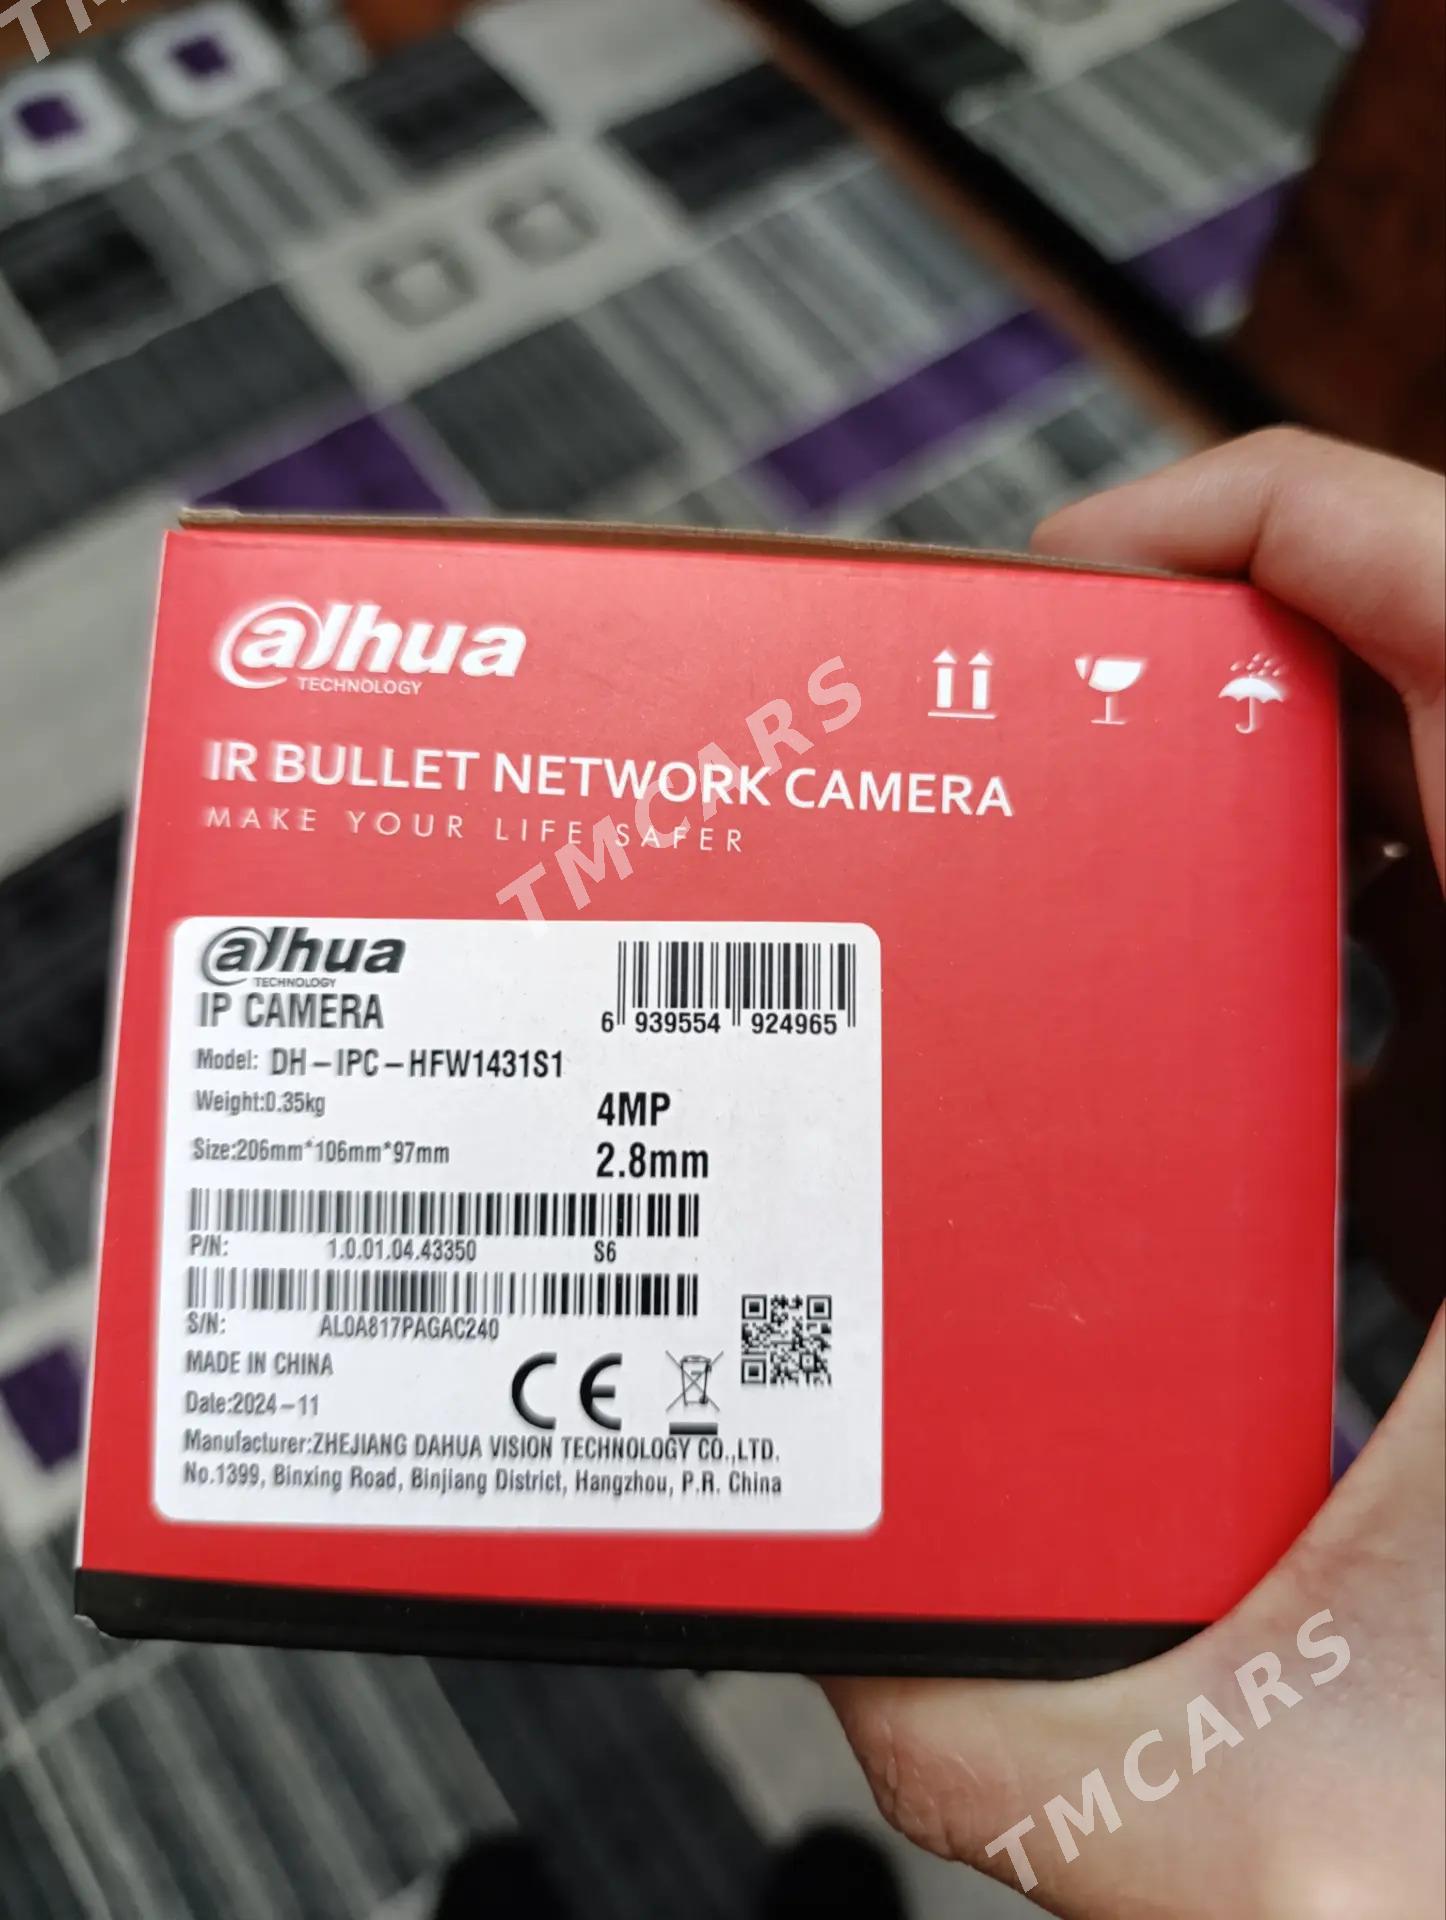 alhua
TECHNOLOGY
IR BULLET NETWORK CAMERA
MAKE YOUR LIFE SAFER
TMCARS
alhua
TECHNOLOGY
IP CAMERA
6 939554 924965
Model: DH-IPC-HFW1431S1
Weight:0.35kg
4MP
Size:206mm*106mm*97mm
2.8mm
P/N: 1.0.01.04.43350 S6
S/N: AL0A817PAGAC240
MADE IN CHINA
CE
Date:2024-11
Manufacturer:ZHEJIANG DAHUA VISION TECHNOLOGY CO.,LTD.
No.1399, Binxing Road, Binjiang District, Hangzhou, P.R. China
TMCARS